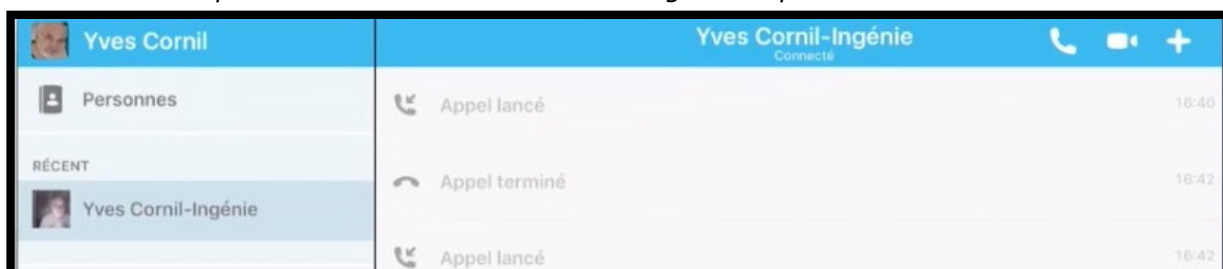 Yves Cornil
Yves Cornil-Ingénie
Connecté
Personnes
RÉCENT
Yves Cornil-Ingénie
Appel lancé 16:40
Appel terminé 16:42
Appel lancé 16:42